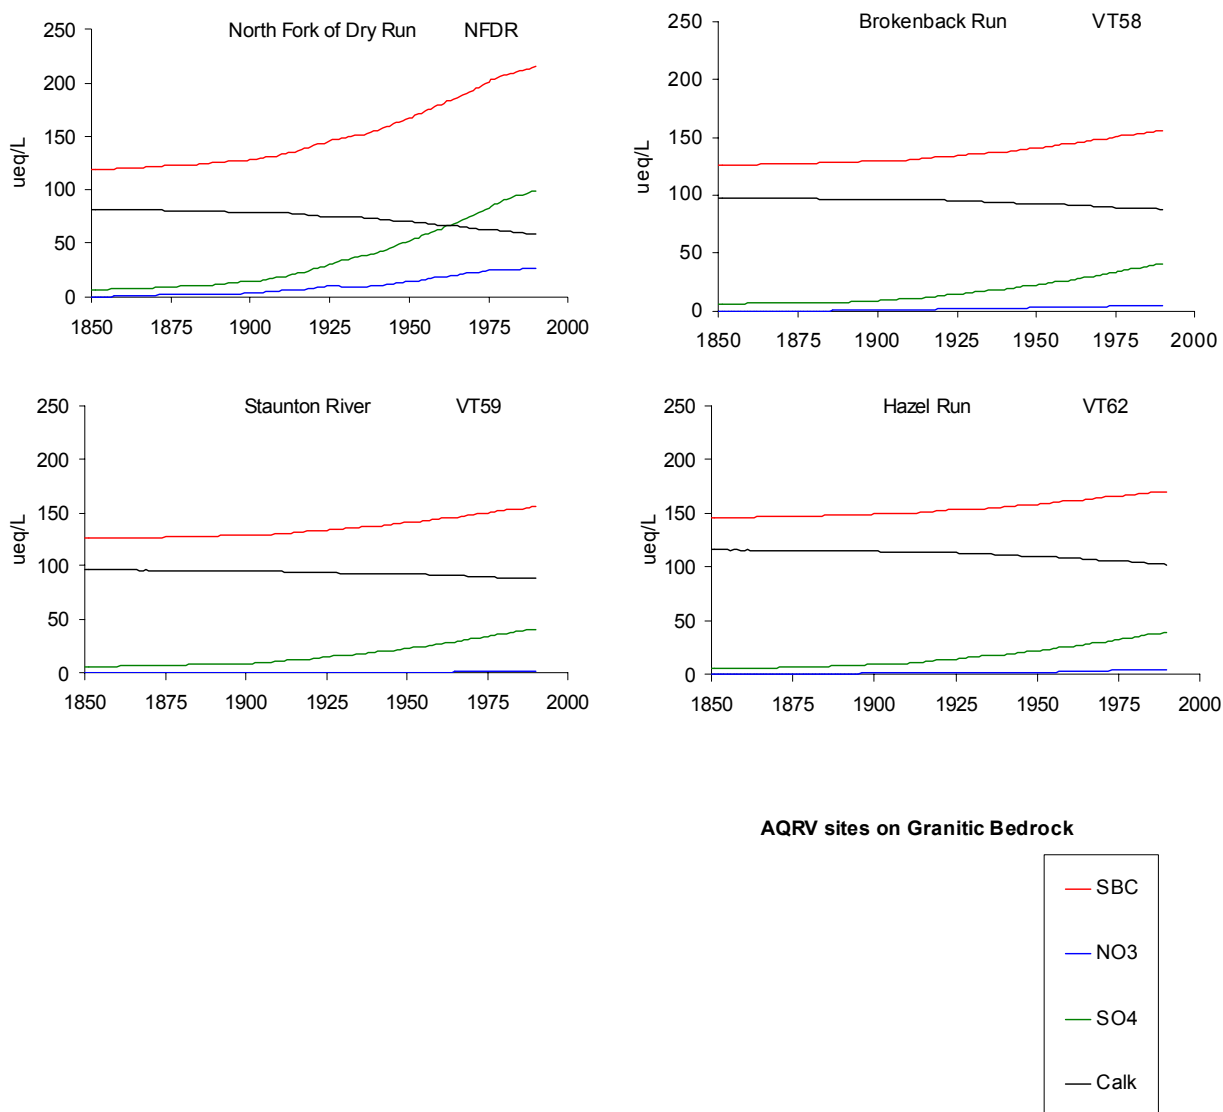 North Fork of Dry Run NFDR
250
200
150
100
50
0
ueq/L
1850 1875 1900 1925 1950 1975 2000
Brokenback Run VT58
250
200
150
100
50
0
ueq/L
1850 1875 1900 1925 1950 1975 2000
Staunton River VT59
250
200
150
100
50
0
ueq/L
1850 1875 1900 1925 1950 1975 2000
Hazel Run VT62
250
200
150
100
50
0
ueq/L
1850 1875 1900 1925 1950 1975 2000
AQRV sites on Granitic Bedrock
SBC
NO3
SO4
Calk